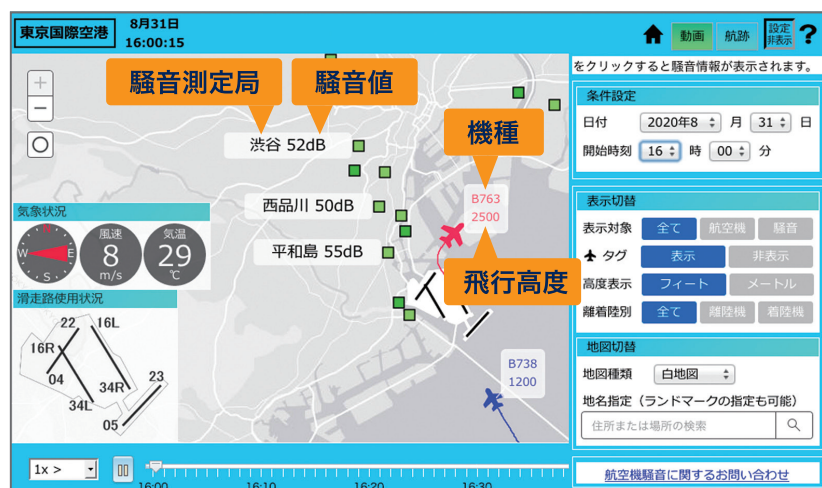 東京国際空港
8月31日
16:00:15
動画
航跡
設定
非表示
?
をクリックすると騒音情報が表示されます。
+
−
騒音測定局
騒音値
機種
飛行高度
渋谷 52dB
西品川 50dB
平和島 55dB
B763
2500
B738
1200
気象状況
N
W
E
S
風速
8
m/s
気温
29
℃
滑走路使用状況
22
16L
16R
04
34R
23
34L
05
条件設定
日付 2020年8 月 31 日
開始時刻 16 時 00 分
表示切替
表示対象 全て 航空機 騒音
タグ 表示 非表示
高度表示 フィート メートル
離着陸別 全て 離陸機 着陸機
地図切替
地図種類 白地図
地名指定（ランドマークの指定も可能）
住所または場所の検索
航空機騒音に関するお問い合わせ
1x >
16:00 16:10 16:20 16:30